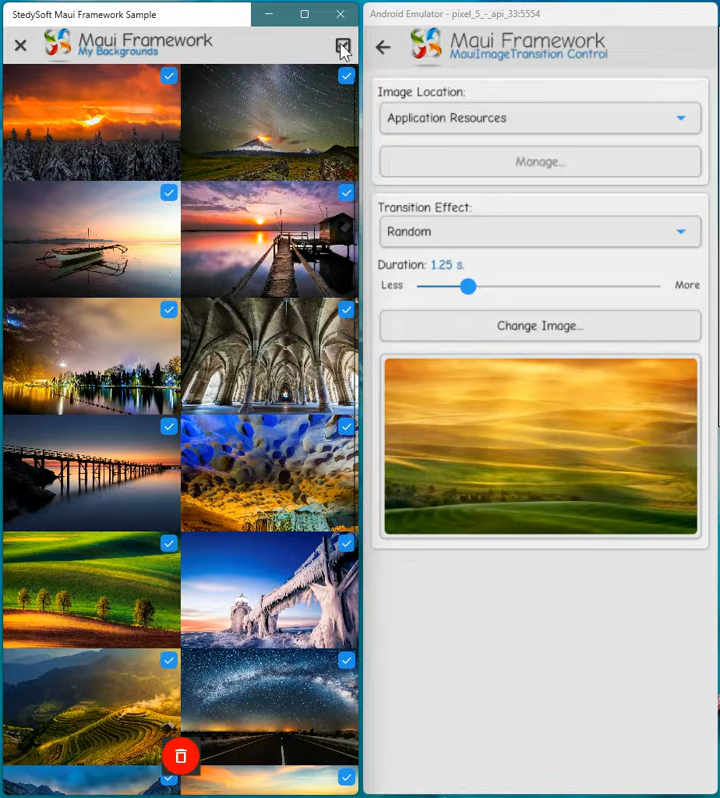 StedySoft Maui Framework Sample
Maui Framework
My Backgrounds
Android Emulator - pixel_5_-_api_33:5554
Maui Framework
MauiImageTransition Control
Image Location:
Application Resources
Manage...
Transition Effect:
Random
Duration: 1.25 s.
Less
More
Change Image...